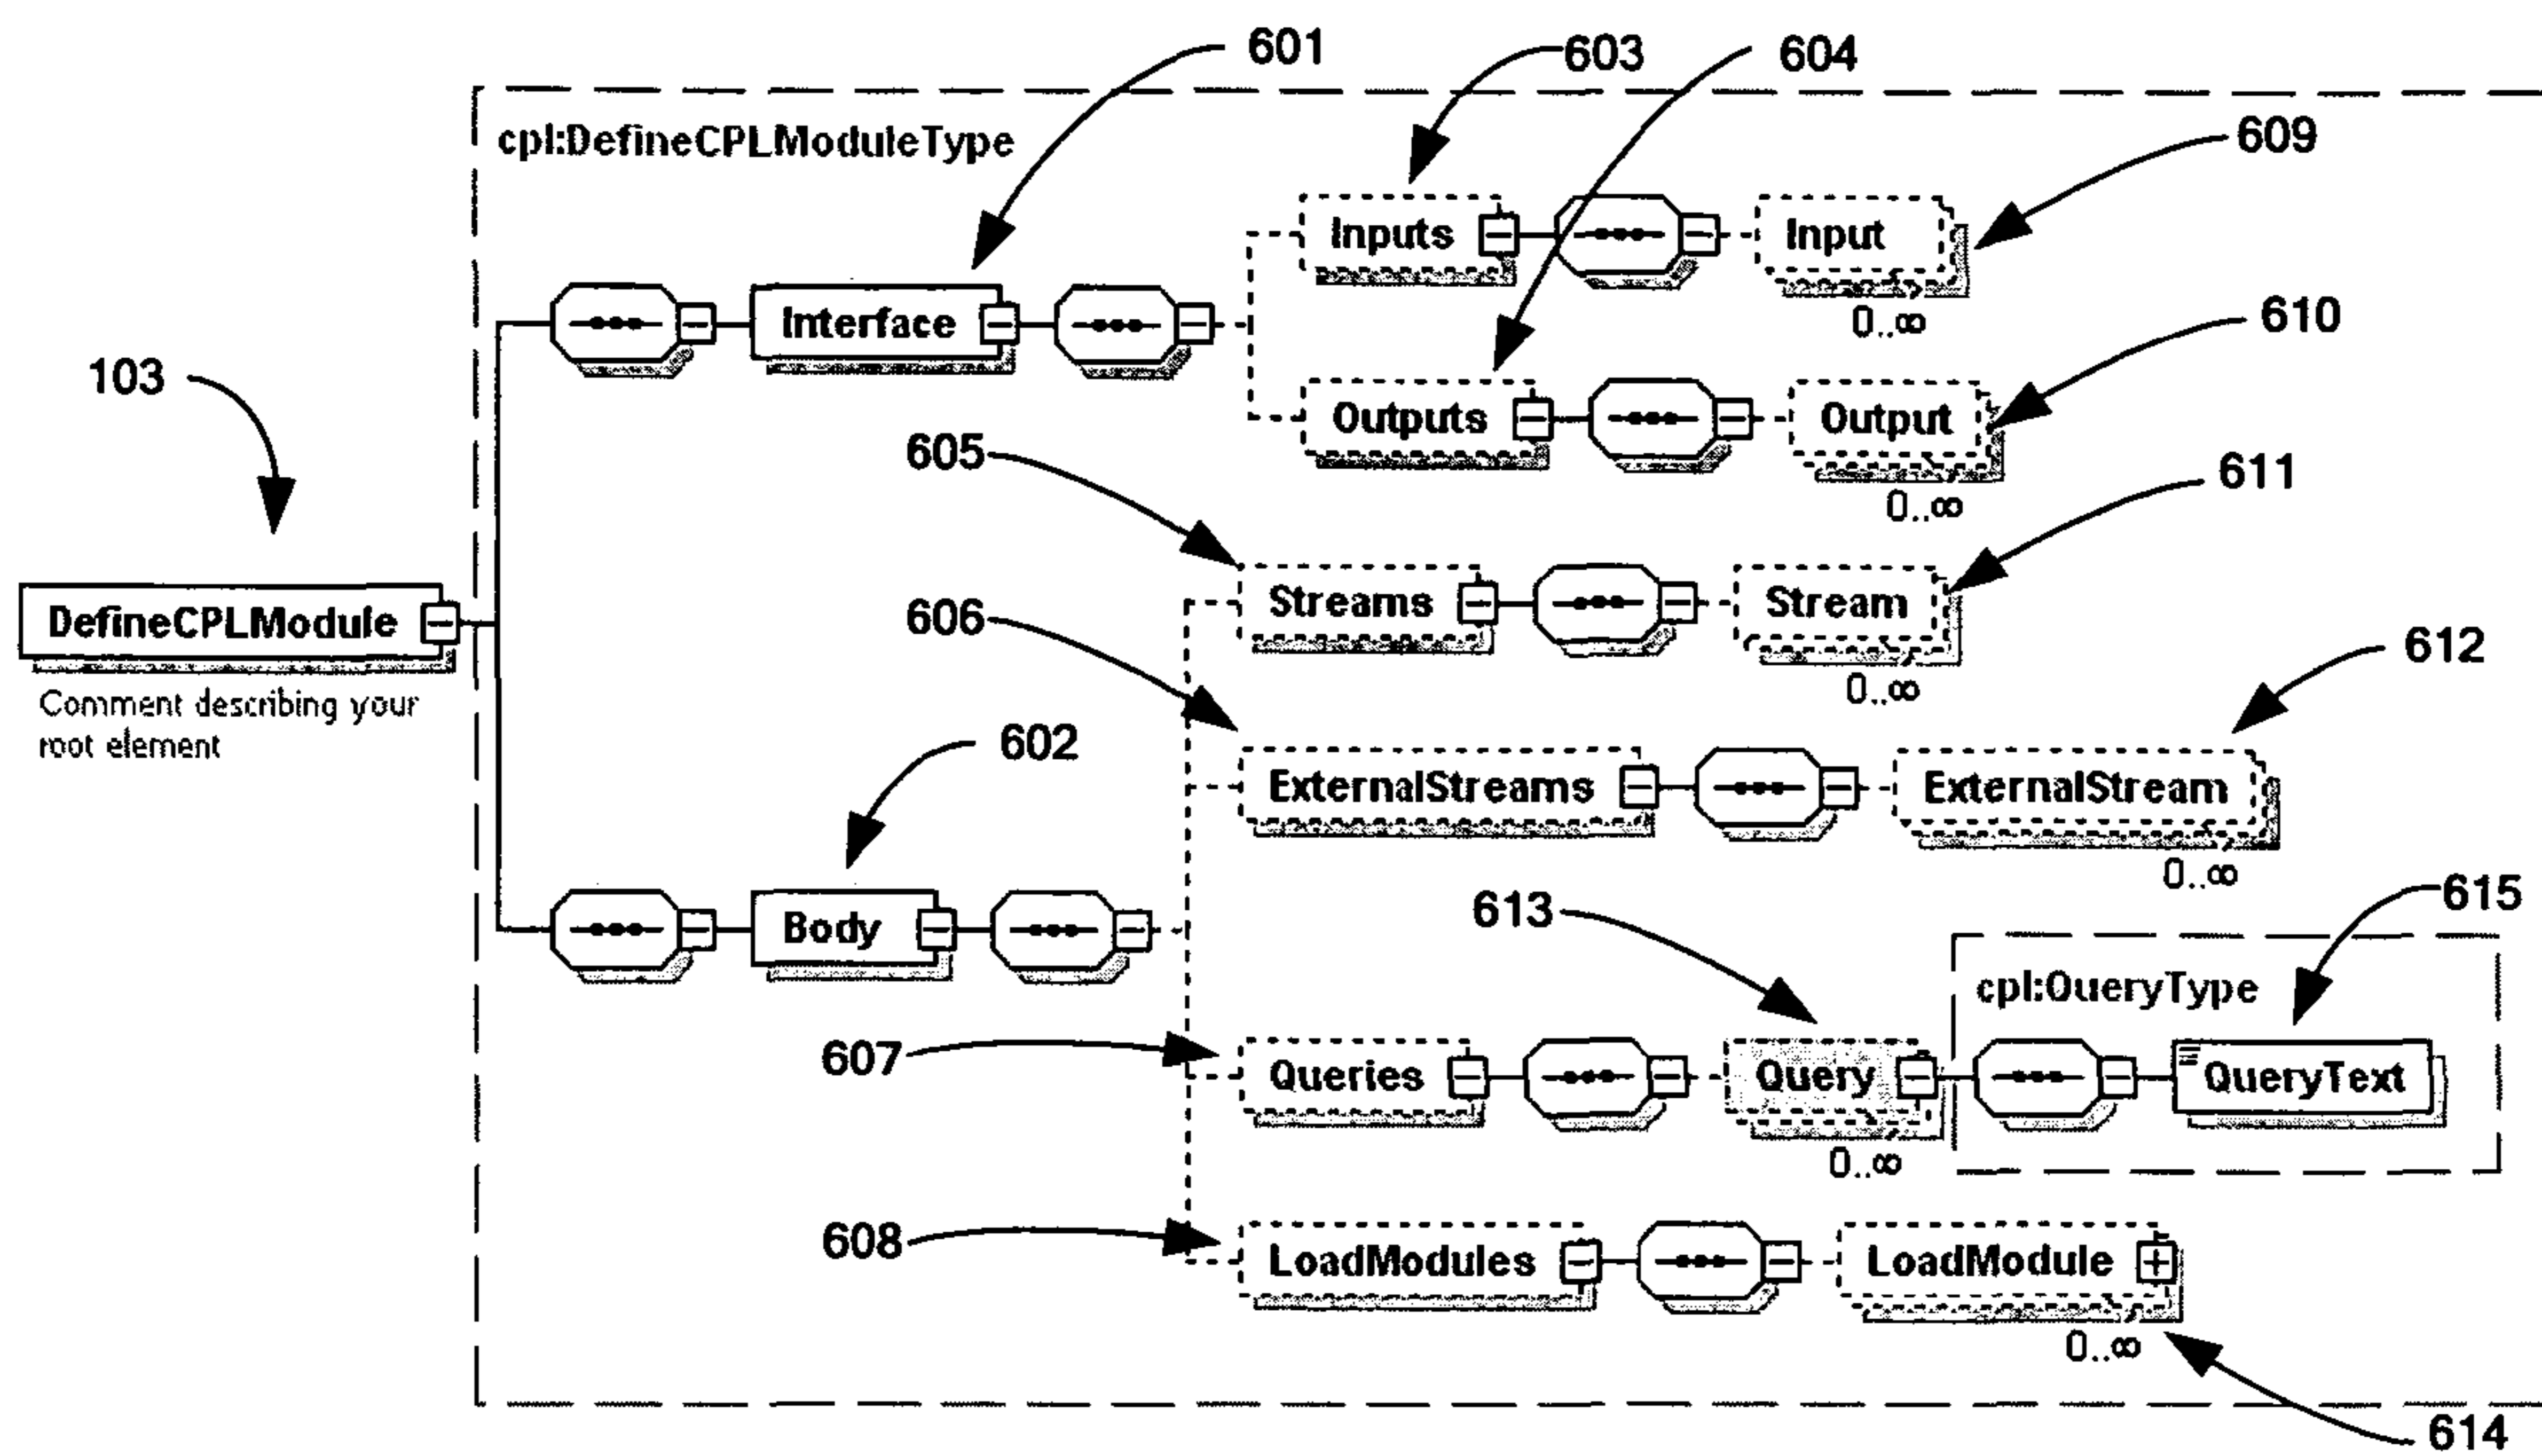 601
603
604
609
cpl:DefineCPLModuleType
Inputs
Input
0..∞
610
Interface
103
Outputs
Output
0..∞
605
611
Streams
Stream
0..∞
606
612
DefineCPLModule
Comment describing your
root element
602
ExternalStreams
ExternalStream
0..∞
613
615
Body
cpl:QueryType
607
Queries
Query
QueryText
0..∞
608
LoadModules
LoadModule
0..∞
614